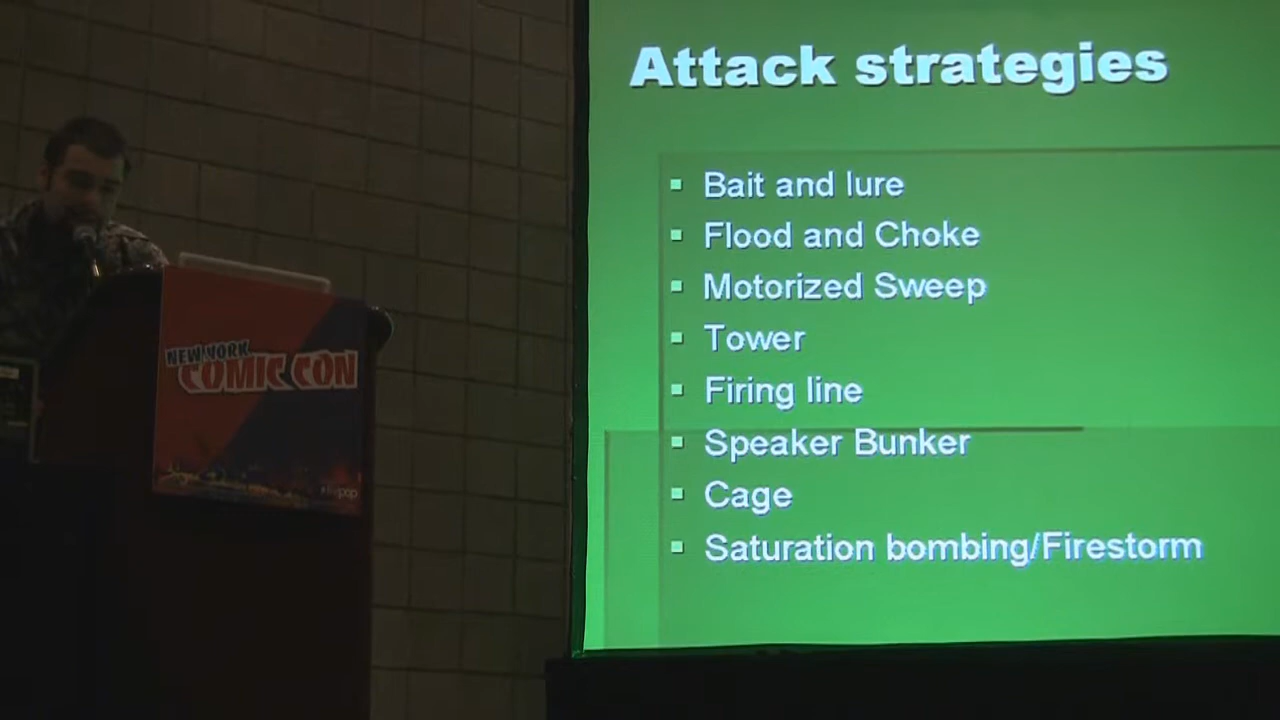 Attack strategies
Bait and lure
Flood and Choke
Motorized Sweep
Tower
Firing line
Speaker Bunker
Cage
Saturation bombing/Firestorm
NEW YORK
COMIC CON